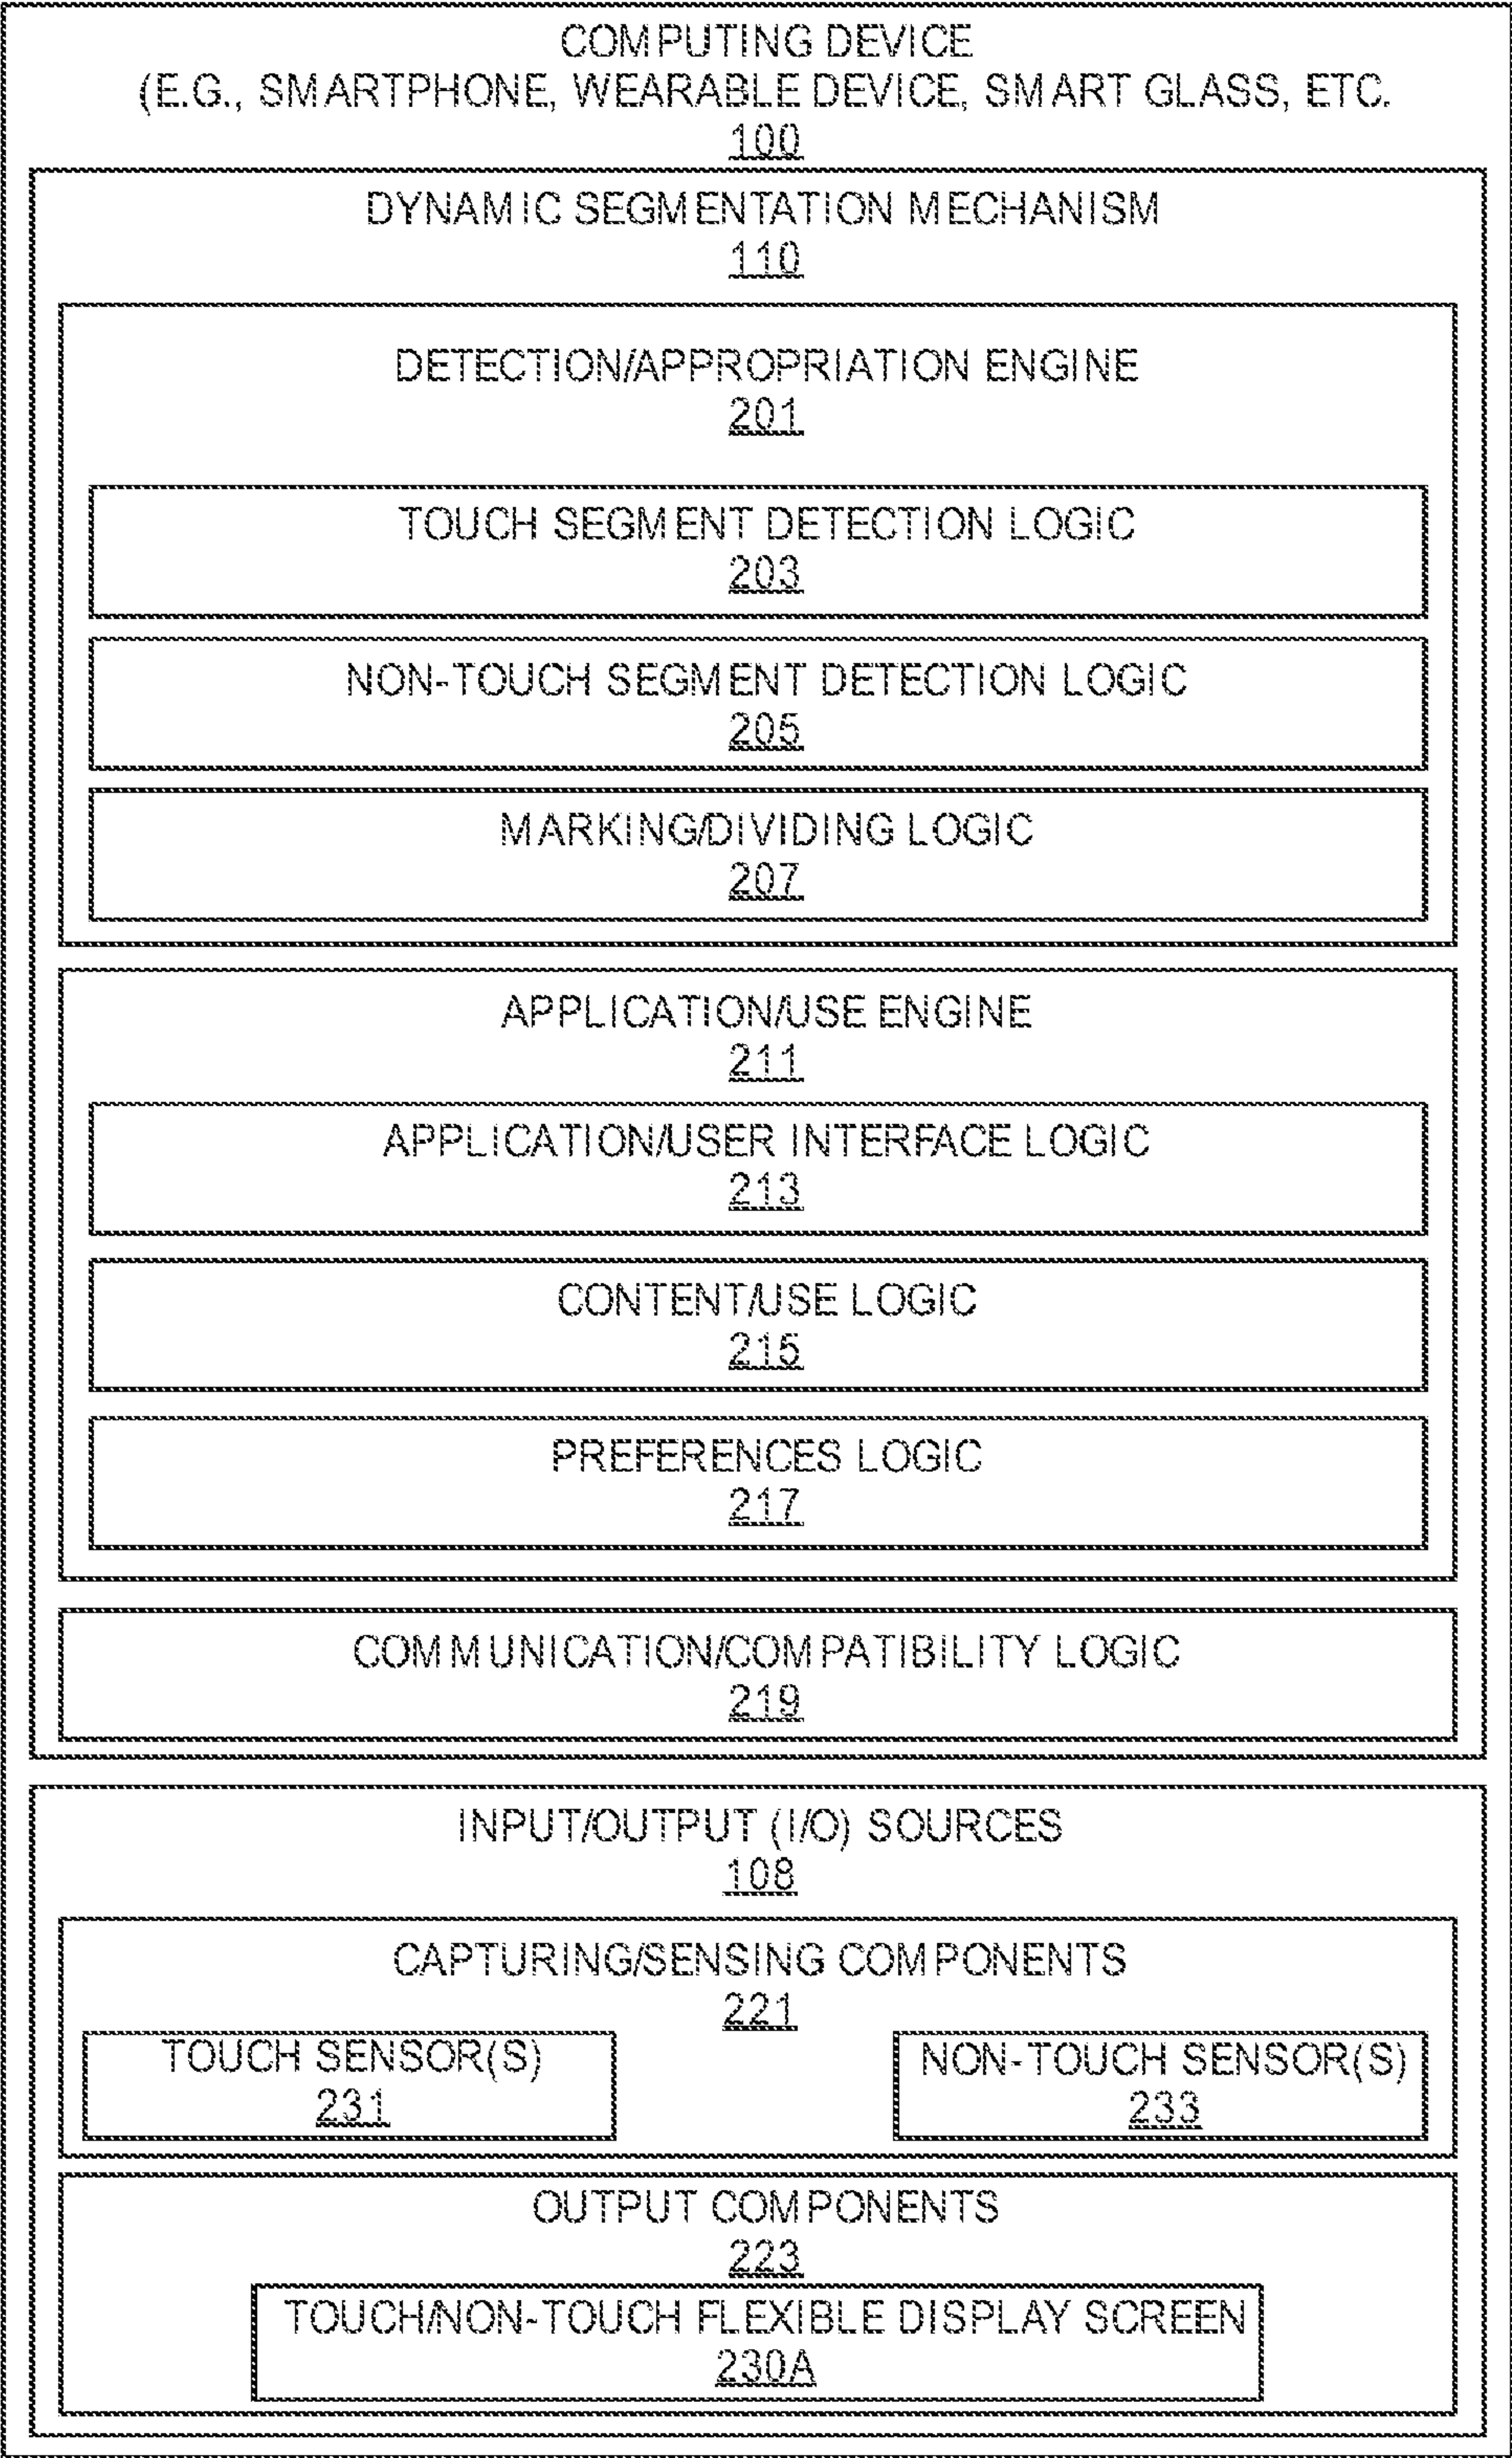 COMPUTING DEVICE
(E.G., SMARTPHONE, WEARABLE DEVICE, SMART GLASS, ETC.
100
DYNAMIC SEGMENTATION MECHANISM
110
DETECTION/APPROPRIATION ENGINE
201
TOUCH SEGMENT DETECTION LOGIC
203
NON-TOUCH SEGMENT DETECTION LOGIC
205
MARKING/DIVIDING LOGIC
207
APPLICATION/USE ENGINE
211
APPLICATION/USER INTERFACE LOGIC
213
CONTENT/USE LOGIC
215
PREFERENCES LOGIC
217
COMMUNICATION/COMPATIBILITY LOGIC
219
INPUT/OUTPUT (I/O) SOURCES
108
CAPTURING/SENSING COMPONENTS
221
TOUCH SENSOR(S)
231
NON-TOUCH SENSOR(S)
233
OUTPUT COMPONENTS
223
TOUCH/NON-TOUCH FLEXIBLE DISPLAY SCREEN
230A